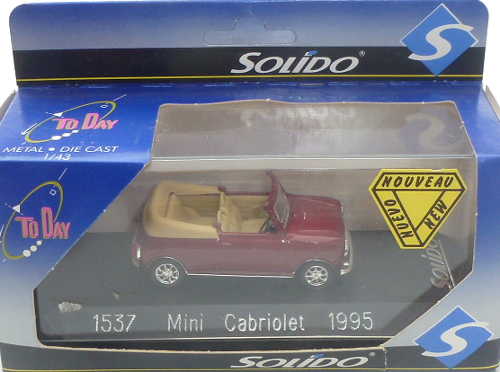 SOLIDO®
S
TO DAY
METAL • DIE CAST
1/43
TO DAY
NOUVEAU
NUEVO
NEW
Solido
1537 Mini Cabriolet 1995
SOLIDO
S